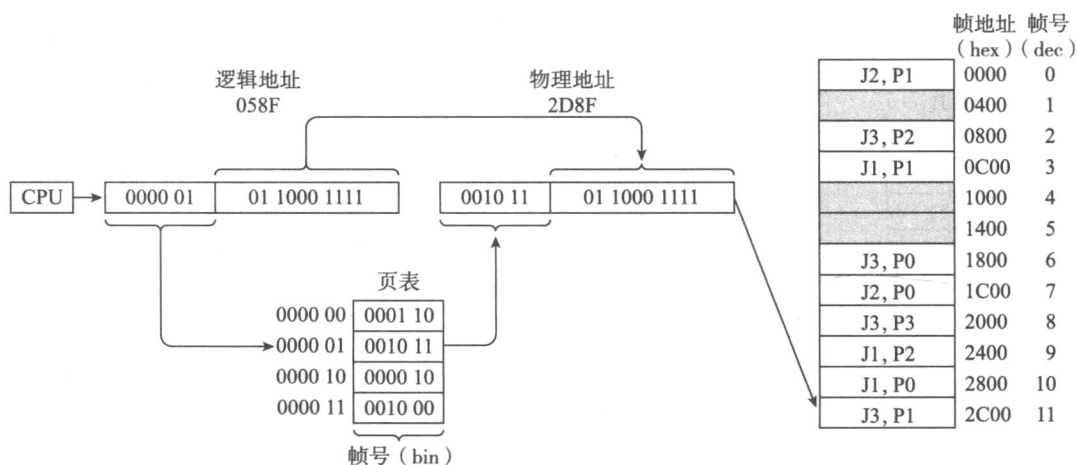 帧地址 帧号
(hex) (dec)
逻辑地址 物理地址
058F 2D8F
J2, P1 0000 0
0400 1
J3, P2 0800 2
J1, P1 0C00 3
CPU 0000 01 01 1000 1111 0010 11 01 1000 1111 1000 4
1400 5
J3, P0 1800 6
页表 J2, P0 1C00 7
0000 00 0001 10 J3, P3 2000 8
0000 01 0010 11 J1, P2 2400 9
0000 10 0000 10 J1, P0 2800 10
0000 11 0010 00 J3, P1 2C00 11
帧号(bin)